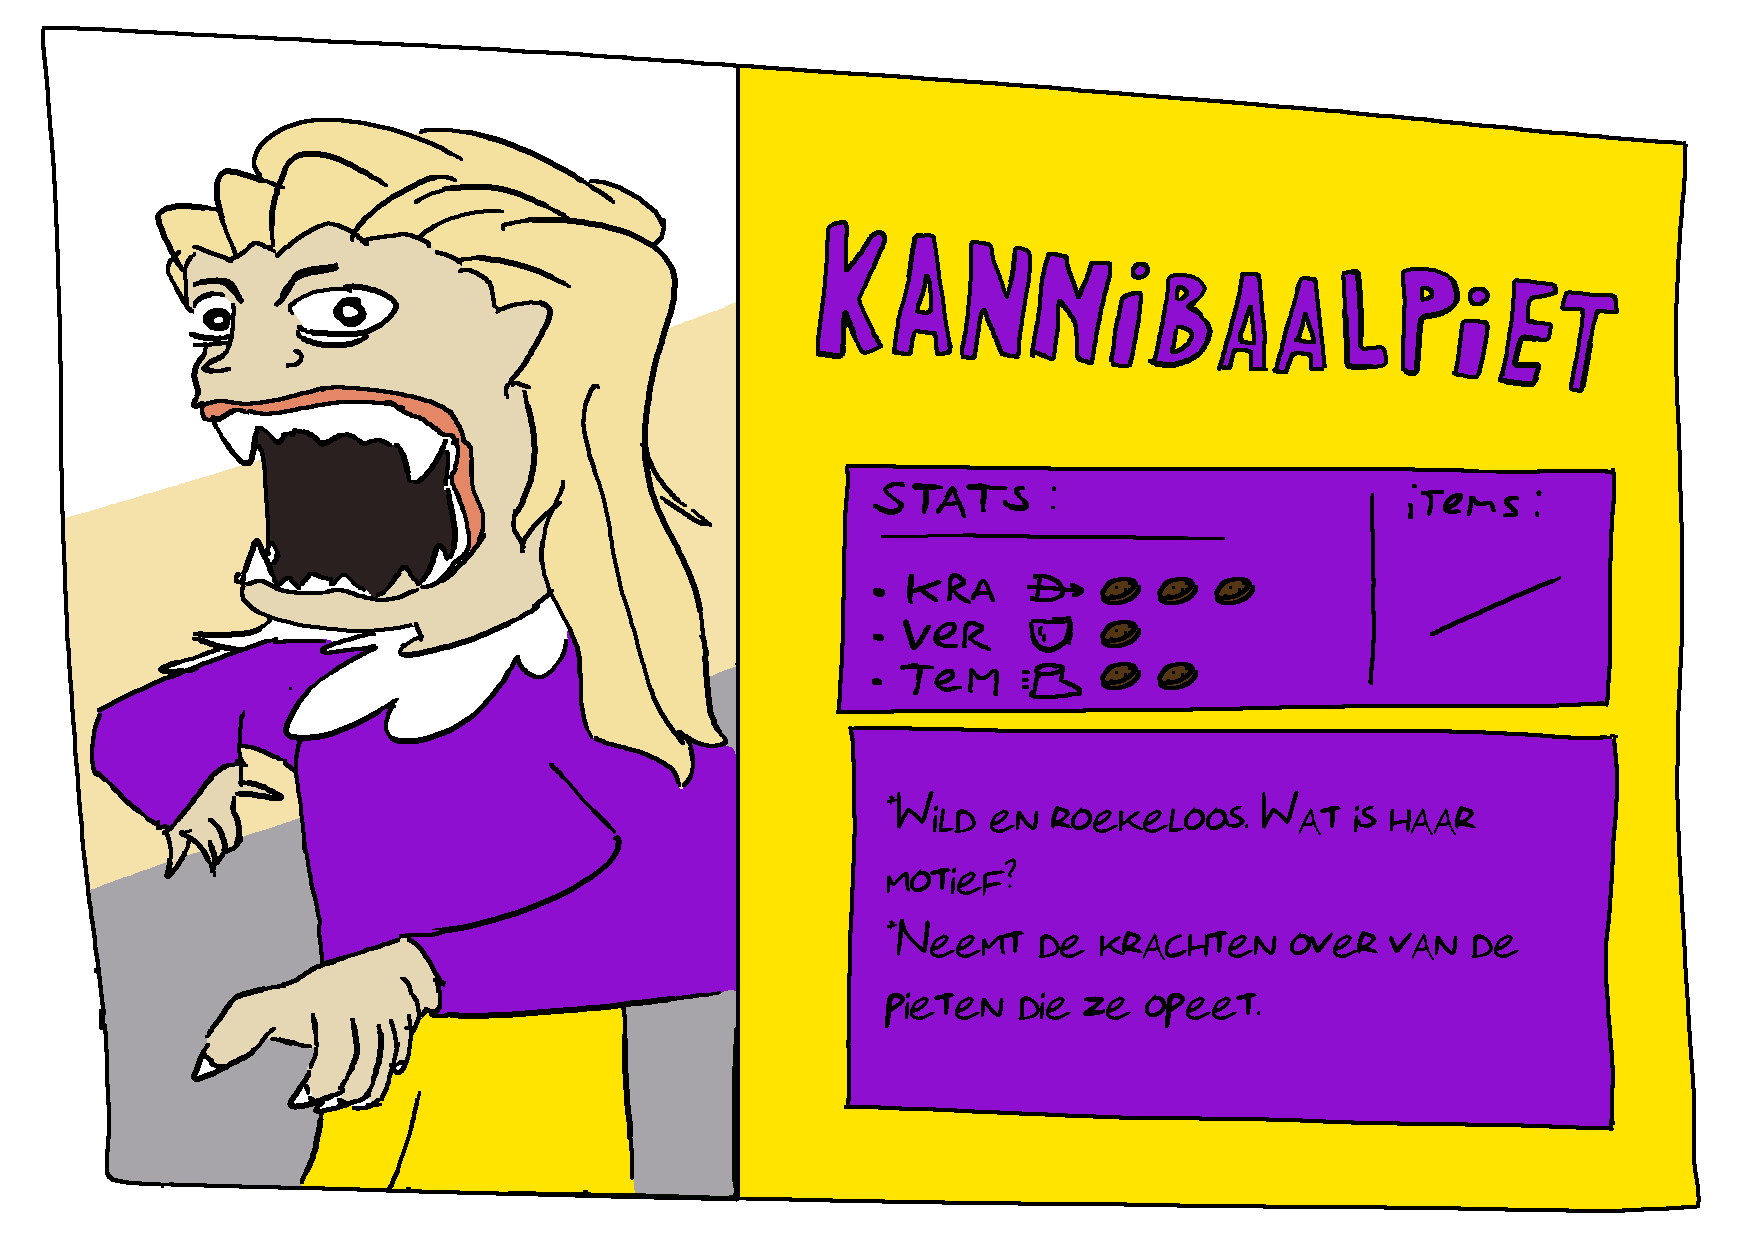 KANNiBAALPiET
STATS:
items:
• KRA
• VER
• TEM
*Wild en roekeloos. Wat is haar
motief?
*Neemt de krachten over van de
pieten die ze opeet.